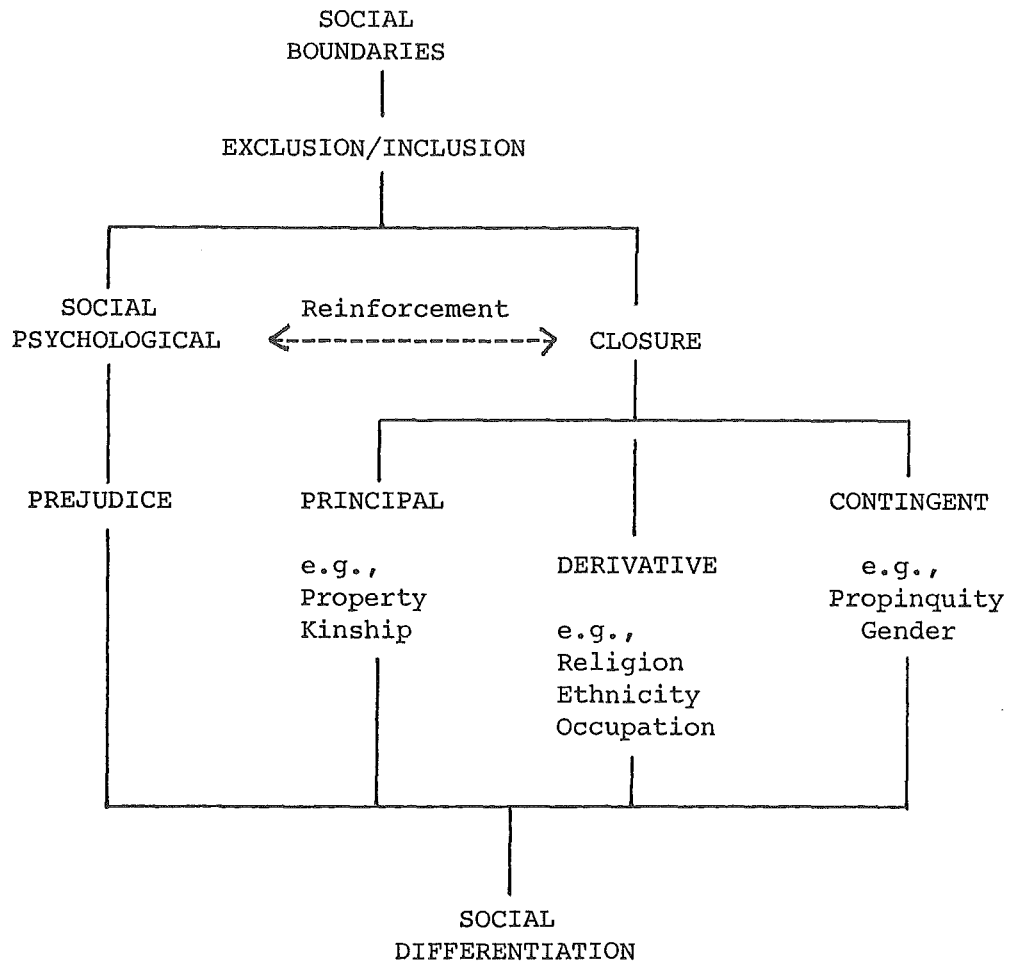 SOCIAL
BOUNDARIES
EXCLUSION/INCLUSION
SOCIAL
PSYCHOLOGICAL
Reinforcement
CLOSURE
PREJUDICE
PRINCIPAL
e.g.,
Property
Kinship
DERIVATIVE
e.g.,
Religion
Ethnicity
Occupation
CONTINGENT
e.g.,
Propinquity
Gender
SOCIAL
DIFFERENTIATION